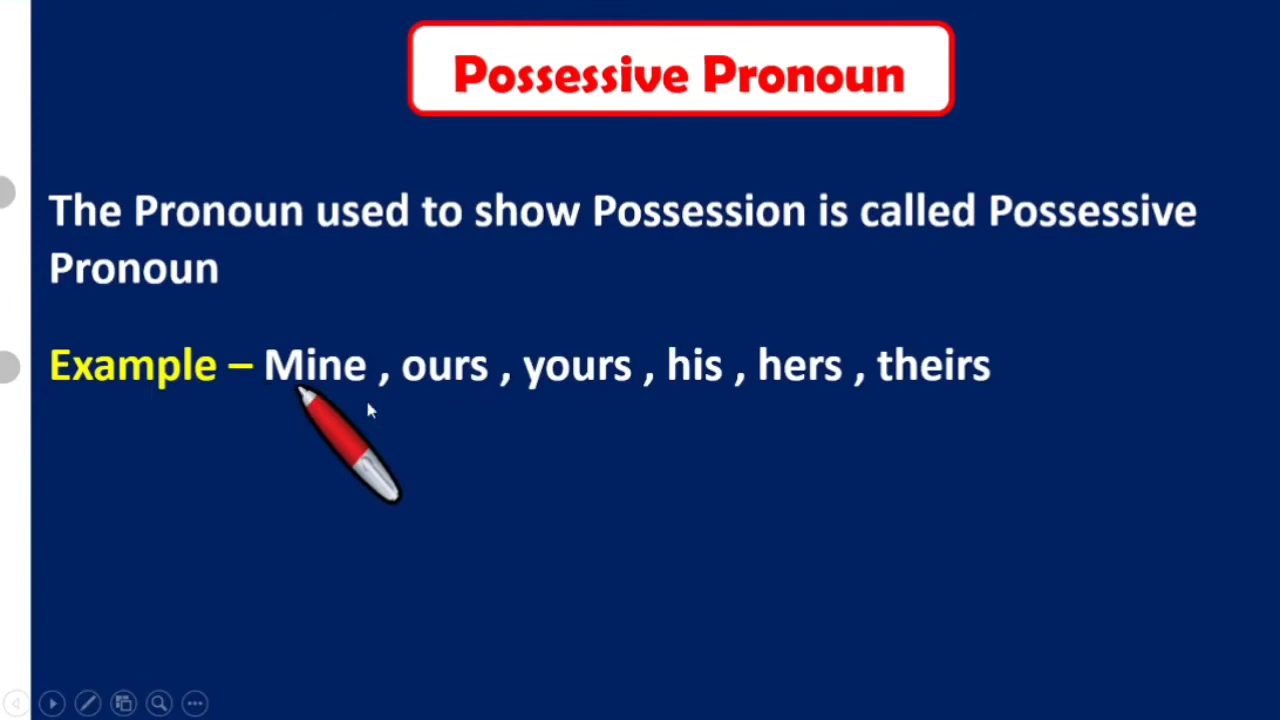 Possessive Pronoun
The Pronoun used to show Possession is called Possessive
Pronoun
Example – Mine , ours , yours , his , hers , theirs